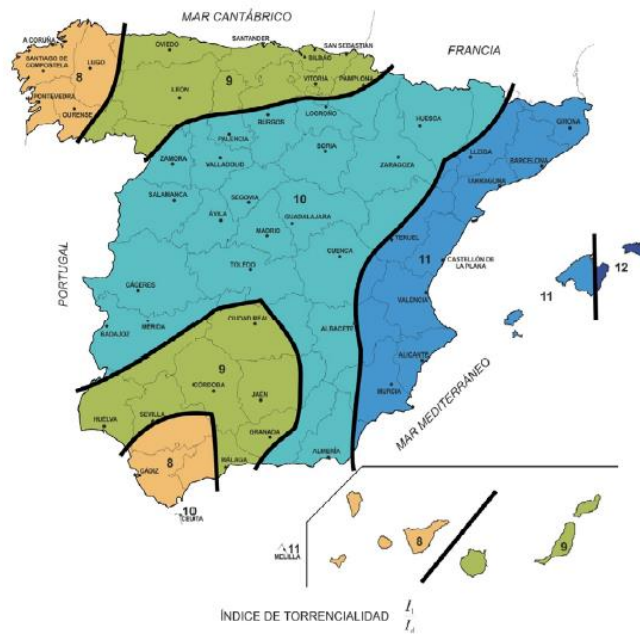 MAR CANTÁBRICO
FRANCIA
A CORUÑA
SANTIAGO DE
COMPOSTELA
LUGO
8
PONTEVEDRA
OURENSE
OVIEDO
SANTANDER
SAN SEBASTIÁN
BILBAO
9
VITORIA
PAMPLONA
LEÓN
LOGROÑO
BURGOS
PALENCIA
HUESCA
GIRONA
ZAMORA
VALLADOLID
SORIA
ZARAGOZA
LLEIDA
BARCELONA
TARRAGONA
SALAMANCA
SEGOVIA
10
ÁVILA
GUADALAJARA
MADRID
TERUEL
CUENCA
11
CASTELLÓN DE
LA PLANA
12
11
PORTUGAL
TOLEDO
CÁCERES
VALENCIA
BADAJOZ
MÉRIDA
CIUDAD REAL
ALBACETE
ALICANTE
MURCIA
MAR MEDITERRÁNEO
9
CÓRDOBA
JAÉN
HUELVA
SEVILLA
GRANADA
8
CÁDIZ
MÁLAGA
ALMERÍA
10
CEUTA
11
MELILLA
8
9
ÍNDICE DE TORRENCIALIDAD
I₁
I_d